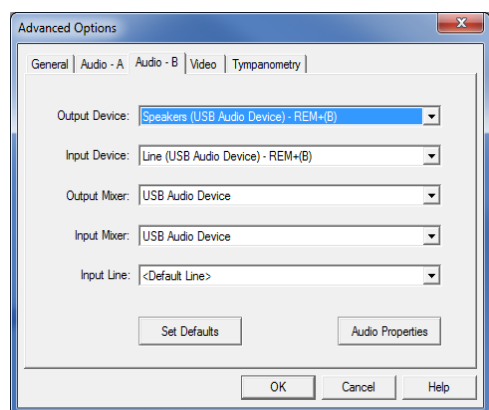 Advanced Options
General Audio - A Audio - B Video Tympanometry
Output Device: Speakers (USB Audio Device) - REM+(B)
Input Device: Line (USB Audio Device) - REM+(B)
Output Mixer: USB Audio Device
Input Mixer: USB Audio Device
Input Line: <Default Line>
Set Defaults Audio Properties
OK Cancel Help